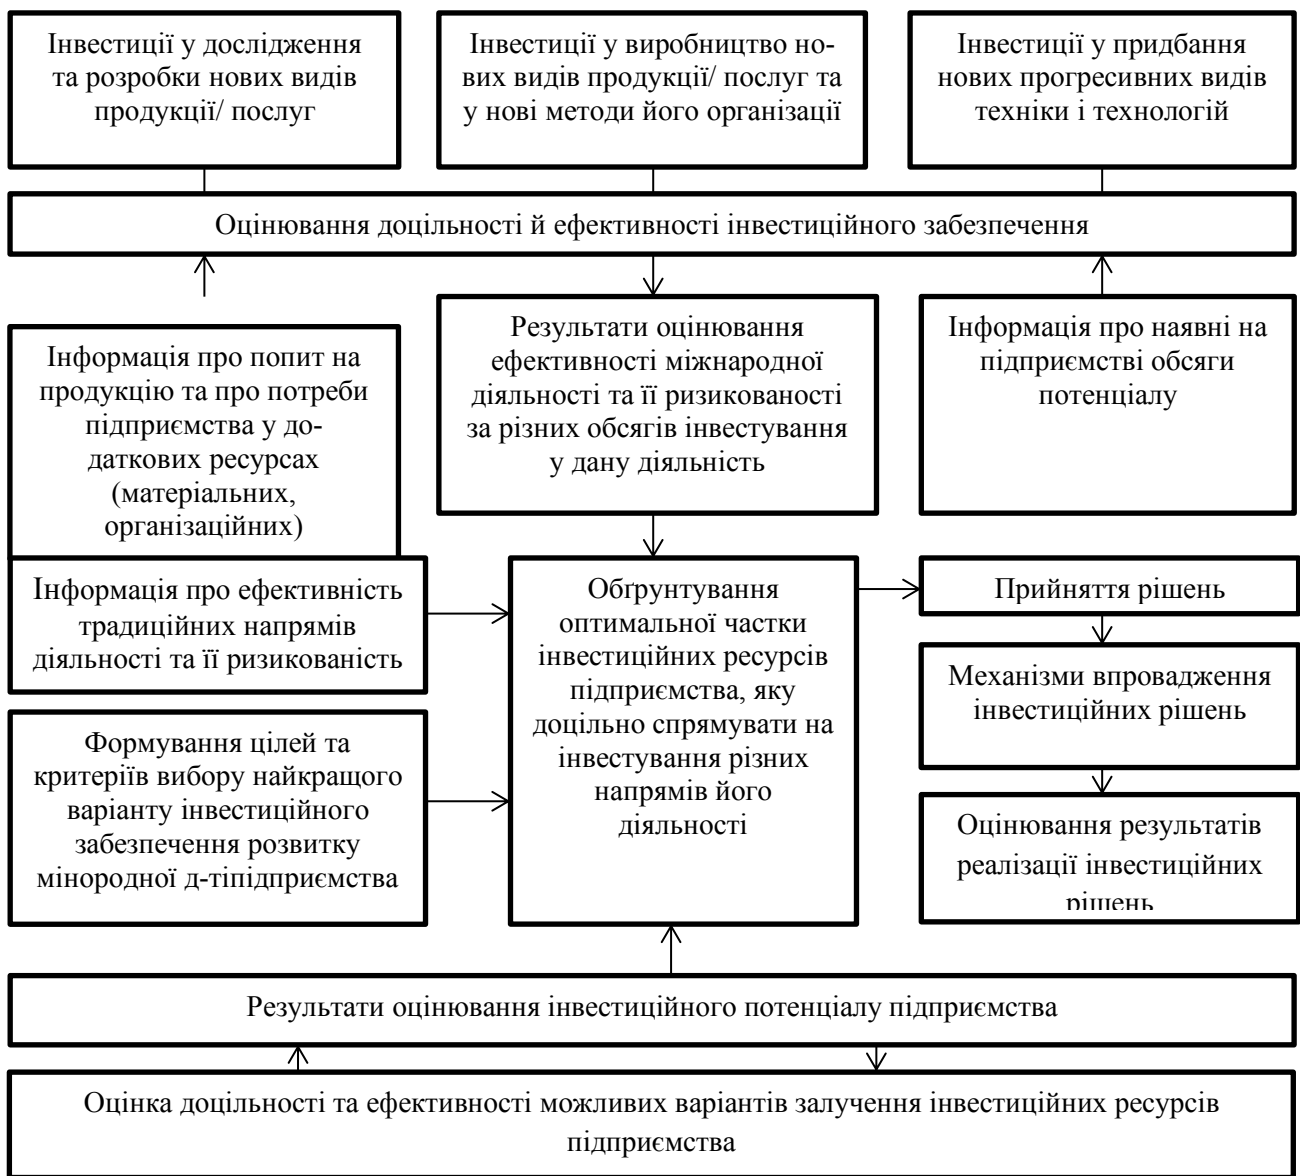 Інвестиції у дослідження
та розробки нових видів
продукції/ послуг
Інвестиції у виробництво но-
вих видів продукції/ послуг та
у нові методи його організації
Інвестиції у придбання
нових прогресивних видів
техніки і технологій
Оцінювання доцільності й ефективності інвестиційного забезпечення
Інформація про попит на
продукцію та про потреби
підприємства у до-
даткових ресурсах
(матеріальних,
організаційних)
Результати оцінювання
ефективності міжнародної
діяльності та її ризикованості
за різних обсягів інвестування
у дану діяльність
Інформація про наявні на
підприємстві обсяги
потенціалу
Інформація про ефективність
традиційних напрямів
діяльності та її ризикованість
Формування цілей та
критеріїв вибору найкращого
варіанту інвестиційного
забезпечення розвитку
мінородної д-тіпідприємства
Обґрунтування
оптимальної частки
інвестиційних ресурсів
підприємства, яку
доцільно спрямувати на
інвестування різних
напрямів його
діяльності
Прийняття рішень
Механізми впровадження
інвестиційних рішень
Оцінювання результатів
реалізації інвестиційних
рішень
Результати оцінювання інвестиційного потенціалу підприємства
Оцінка доцільності та ефективності можливих варіантів залучення інвестиційних ресурсів
підприємства